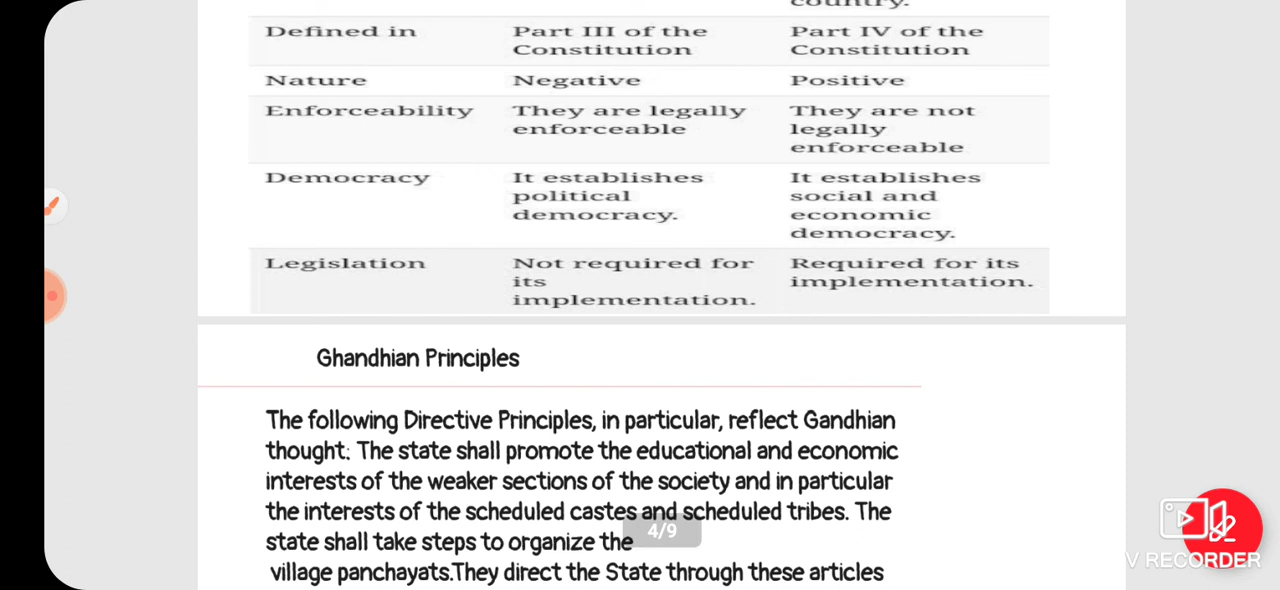 country.
Defined in Part III of the Part IV of the
Constitution Constitution
Nature Negative Positive
Enforceability They are legally They are not
enforceable legally
enforceable
Democracy It establishes It establishes
political social and
democracy. economic
democracy.
Legislation Not required for Required for its
its implementation.
implementation.
Ghandhian Principles
The following Directive Principles, in particular, reflect Gandhian
thought: The state shall promote the educational and economic
interests of the weaker sections of the society and in particular
the interests of the scheduled castes and scheduled tribes. The
state shall take steps to organize the
4/9
village panchayats.They direct the State through these articles
V RECORDER